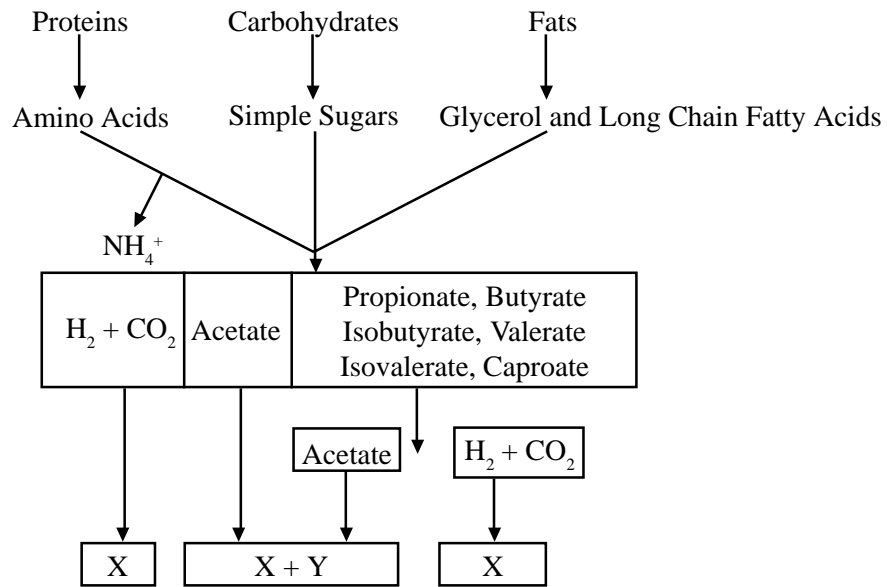 Proteins Carbohydrates Fats
Amino Acids Simple Sugars Glycerol and Long Chain Fatty Acids
NH₄⁺
H₂ + CO₂ Acetate Propionate, Butyrate
Isobutyrate, Valerate
Isovalerate, Caproate
Acetate H₂ + CO₂
X X + Y X